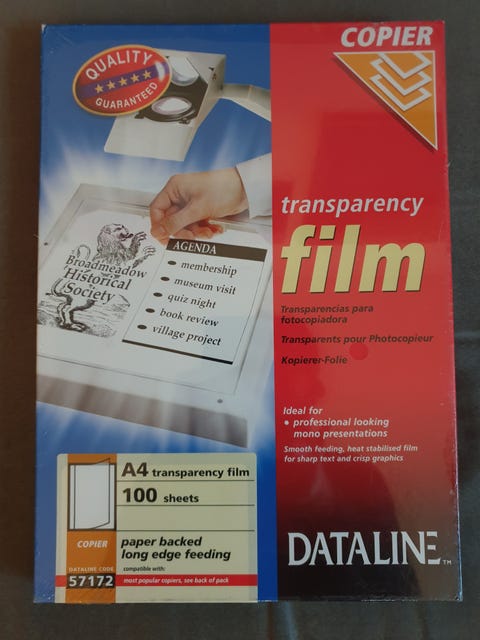 QUALITY
GUARANTEED
COPIER
transparency
film
Transparencias para
fotocopiadora
Transparents pour Photocopieur
Kopierer-Folie
AGENDA
• membership
• museum visit
• quiz night
• book review
• village project
Broadmeadow
Historical
Society
Ideal for
• professional looking
mono presentations
Smooth feeding, heat stabilised film
for sharp text and crisp graphics
A4 transparency film
100 sheets
COPIER
paper backed
long edge feeding
DATALINE CODE
57172
compatible with:
most popular copiers, see back of pack
DATALINE™